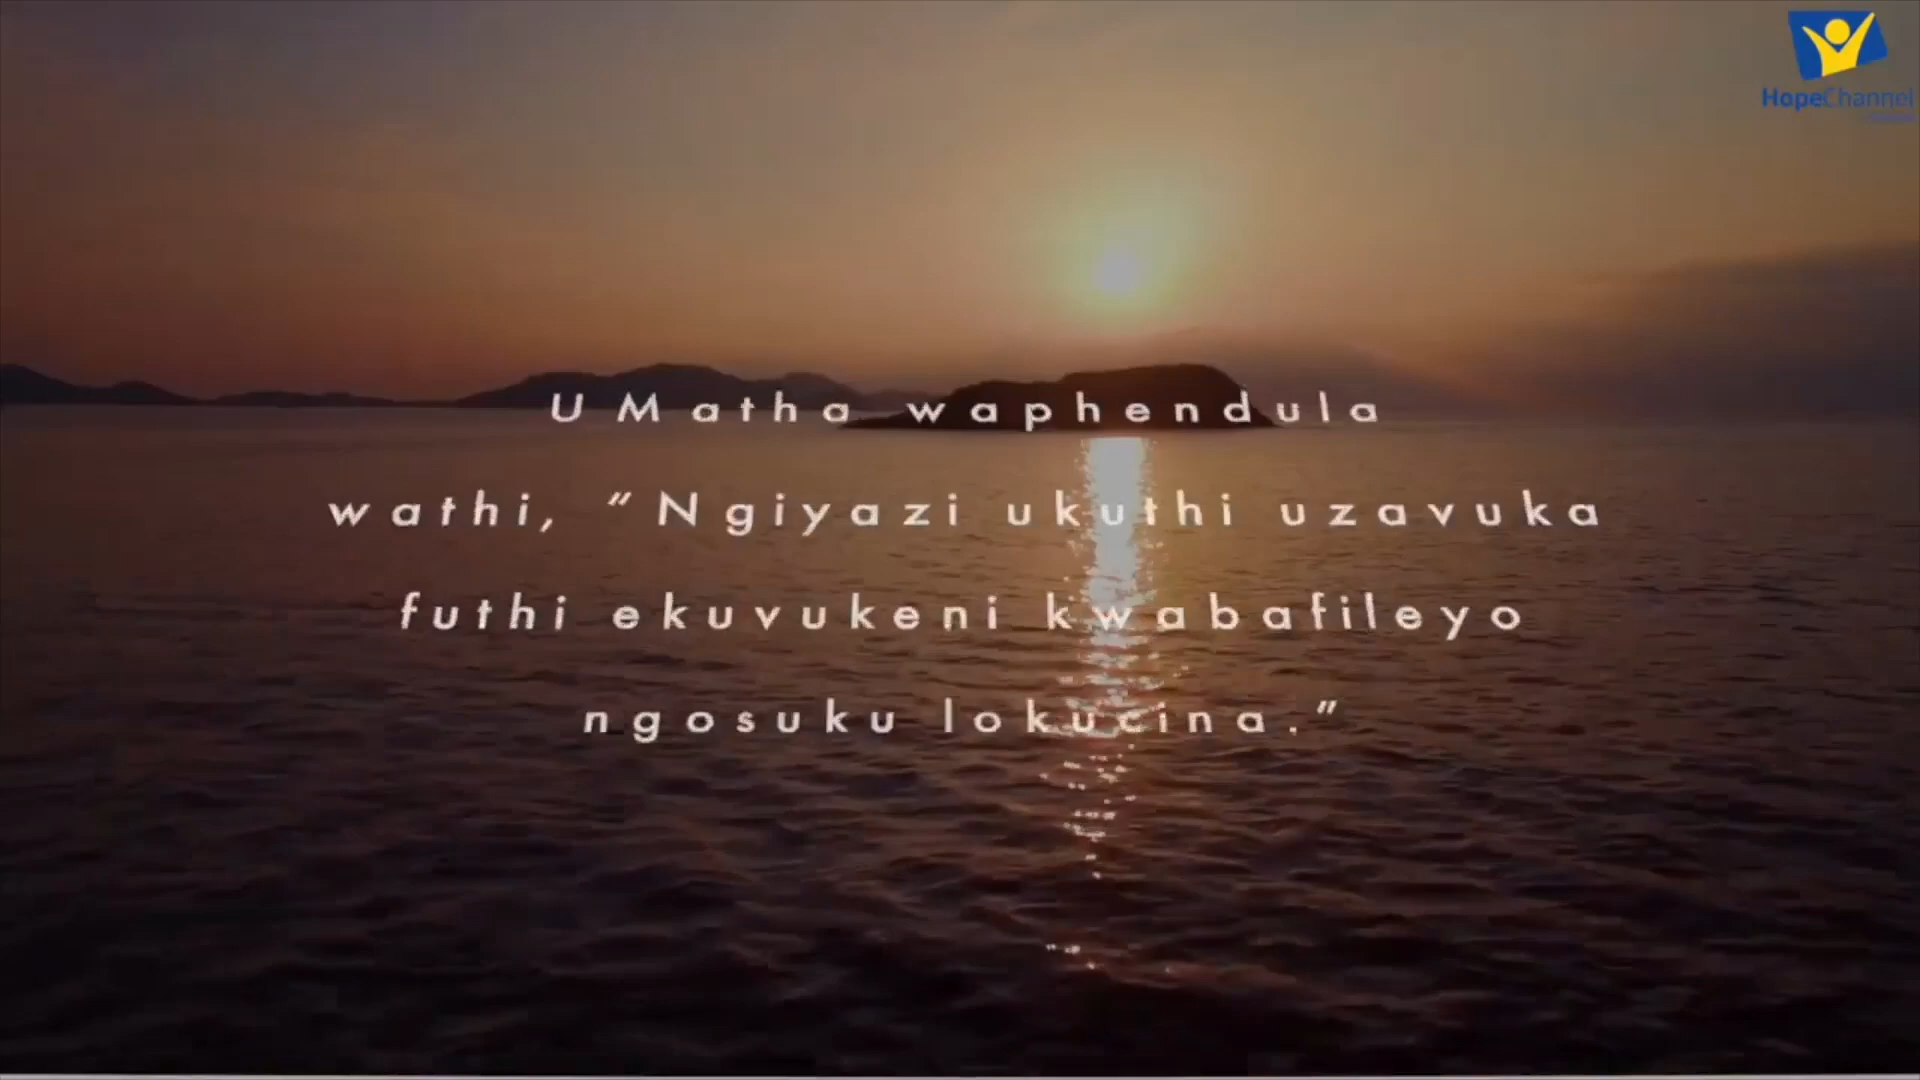 HopeChannel
UMatha waphendula
wathi, “Ngiyazi ukuthi uzavuka
futhi ekuvukeni kwabafileyo
ngosuku lokucina.”